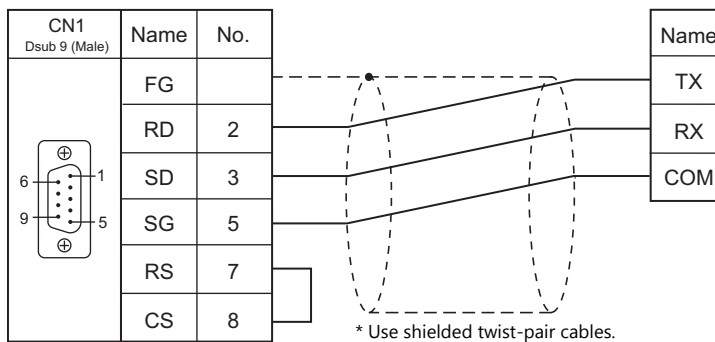 CN1
Dsub 9 (Male)
Name
No.
Name
FG
TX
RD
2
RX
SD
3
COM
6
1
9
5
SG
5
RS
7
CS
8
* Use shielded twist-pair cables.